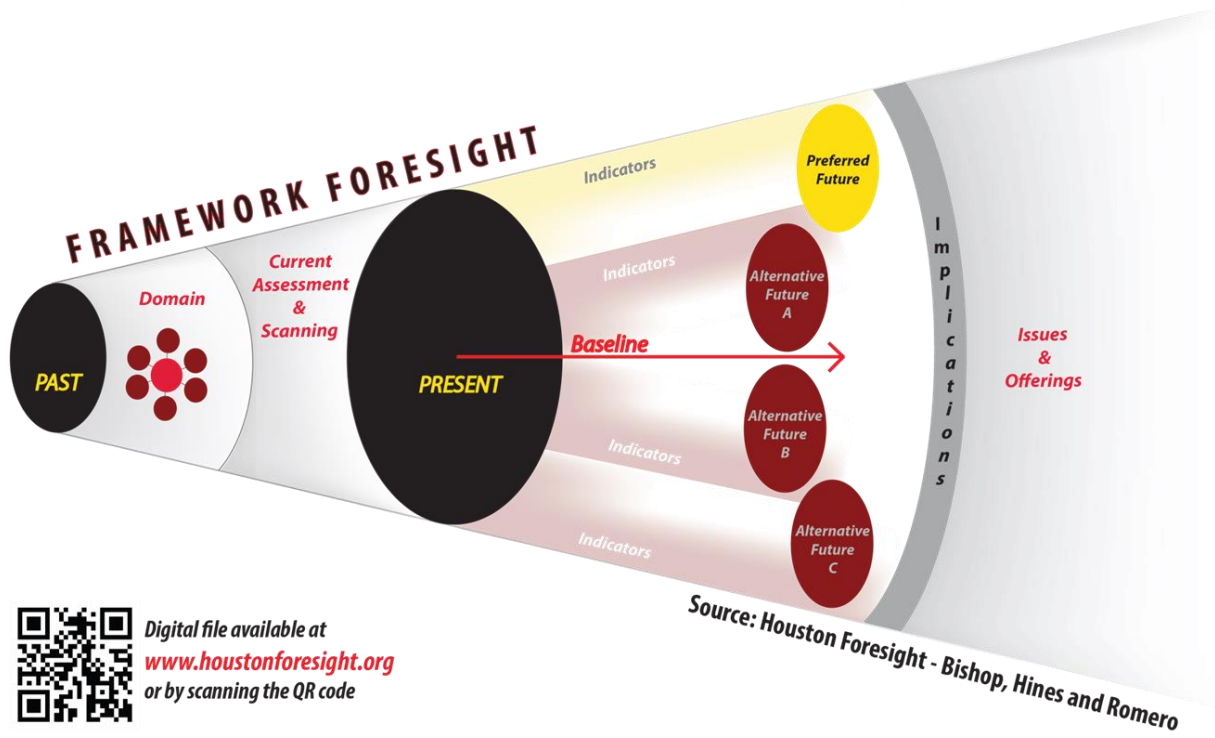 FRAMEWORK FORESIGHT
PAST
Domain
Current
Assessment
&
Scanning
PRESENT
Indicators
Preferred
Future
Indicators
Alternative
Future
A
Baseline
Indicators
Alternative
Future
B
Indicators
Alternative
Future
C
Implications
Issues
&
Offerings
Source: Houston Foresight - Bishop, Hines and Romero
Digital file available at
www.houstonforesight.org
or by scanning the QR code